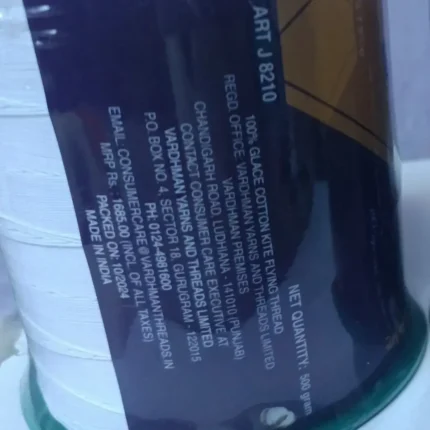 ART J 8210
100% GLACE COTTON KITE FLYING THREAD
REGD. OFFICE: VARDHMAN YARNS AND THREADS LIMITED
VARDHMAN PREMISES
CHANDIGARH ROAD, LUDHIANA - 141010 (PUNJAB)
CONTACT CONSUMER CARE EXECUTIVE AT
VARDHMAN YARNS AND THREADS LIMITED
P.O. BOX NO 4, SECTOR 18, GURUGRAM - 122015
PH: 0124-4981600
EMAIL: CONSUMERCARE@VARDHMANTHREADS.IN
MRP Rs.: 1685.00 (INCL. OF ALL TAXES)
PACKED ON: 10/2024
MADE IN INDIA
NET QUANTITY: 500 gram